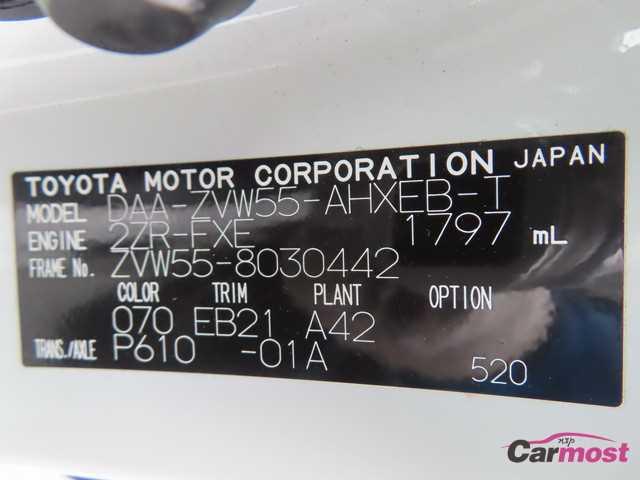 TOYOTA MOTOR CORPORATION JAPAN
MODEL DAA-ZVW55-AHXEB-T
ENGINE 2ZR-FXE 1797 mL
FRAME No. ZVW55-8030442
COLOR TRIM PLANT OPTION
070 EB21 A42
TRANS./AXLE P610 -01A 520
nxp
Carmost